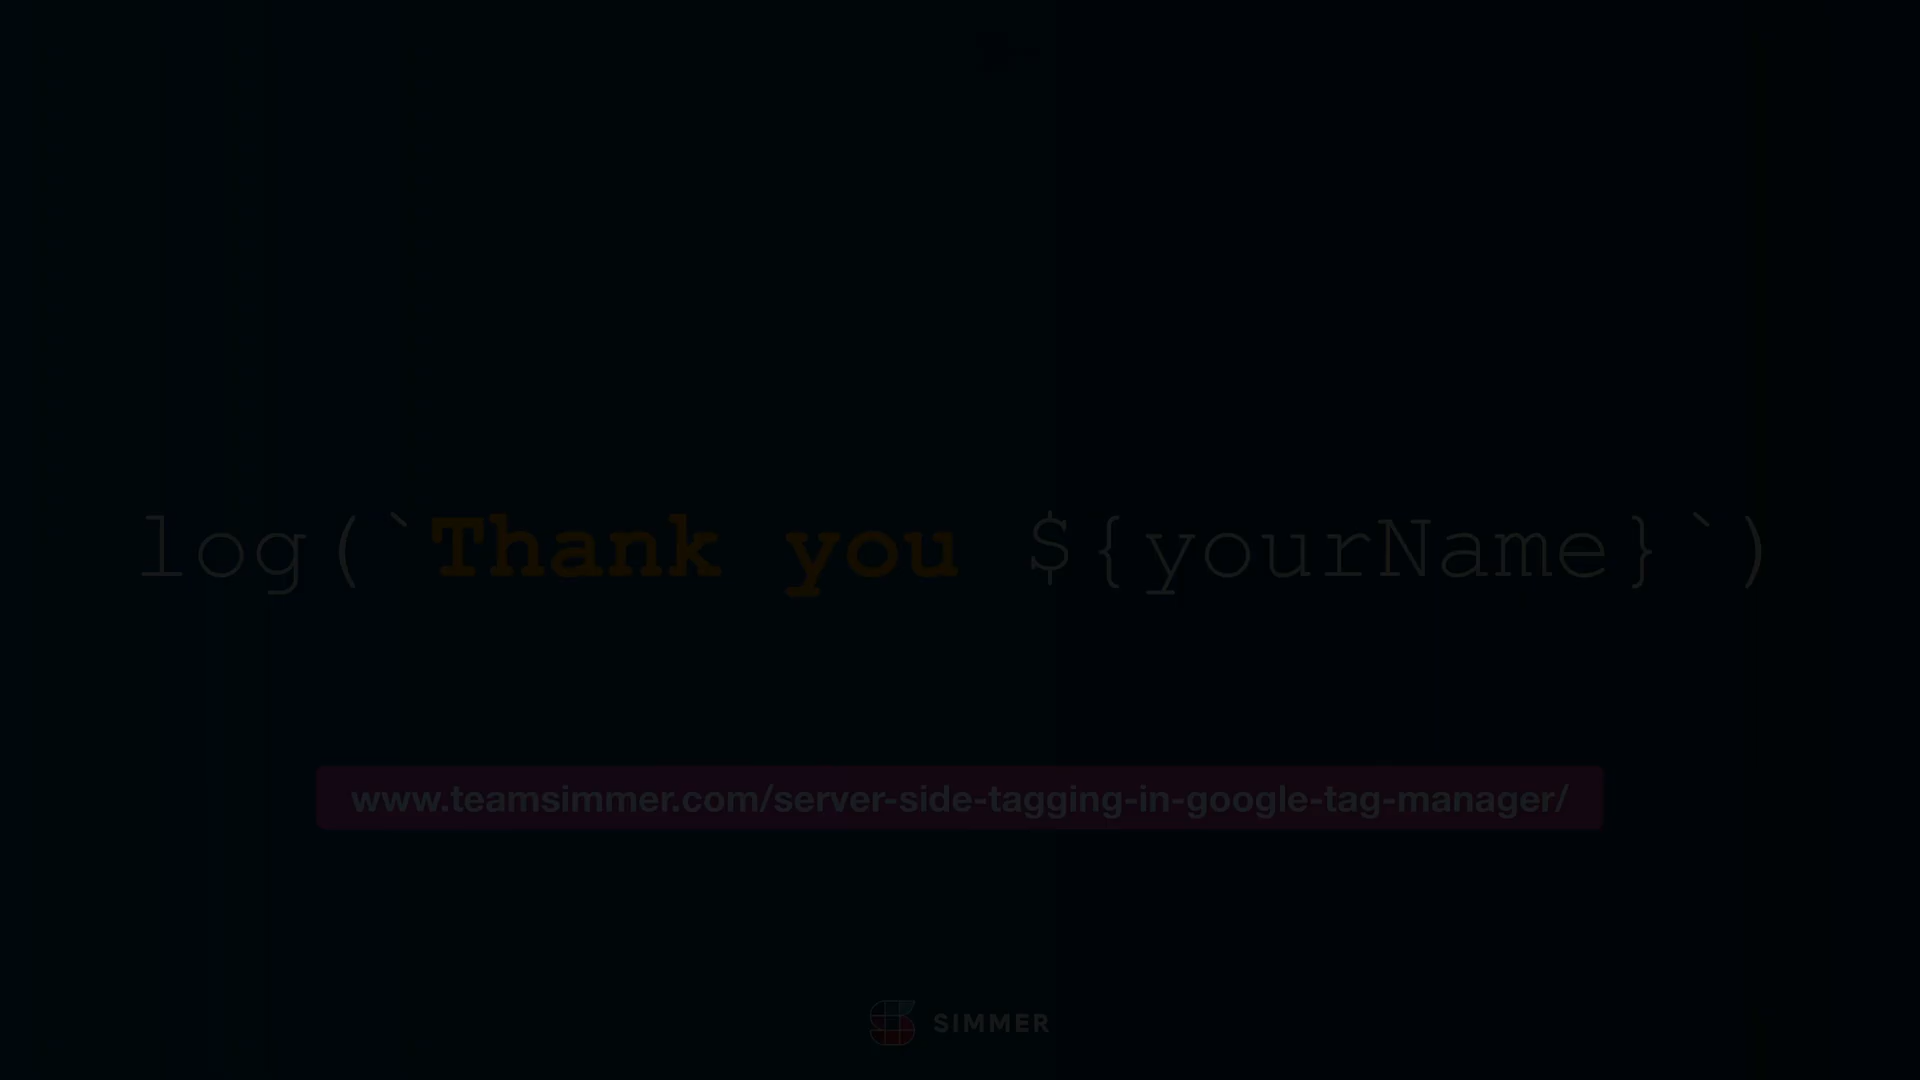 log(`Thank you ${yourName}`)
www.teamsimmer.com/server-side-tagging-in-google-tag-manager/
SIMMER